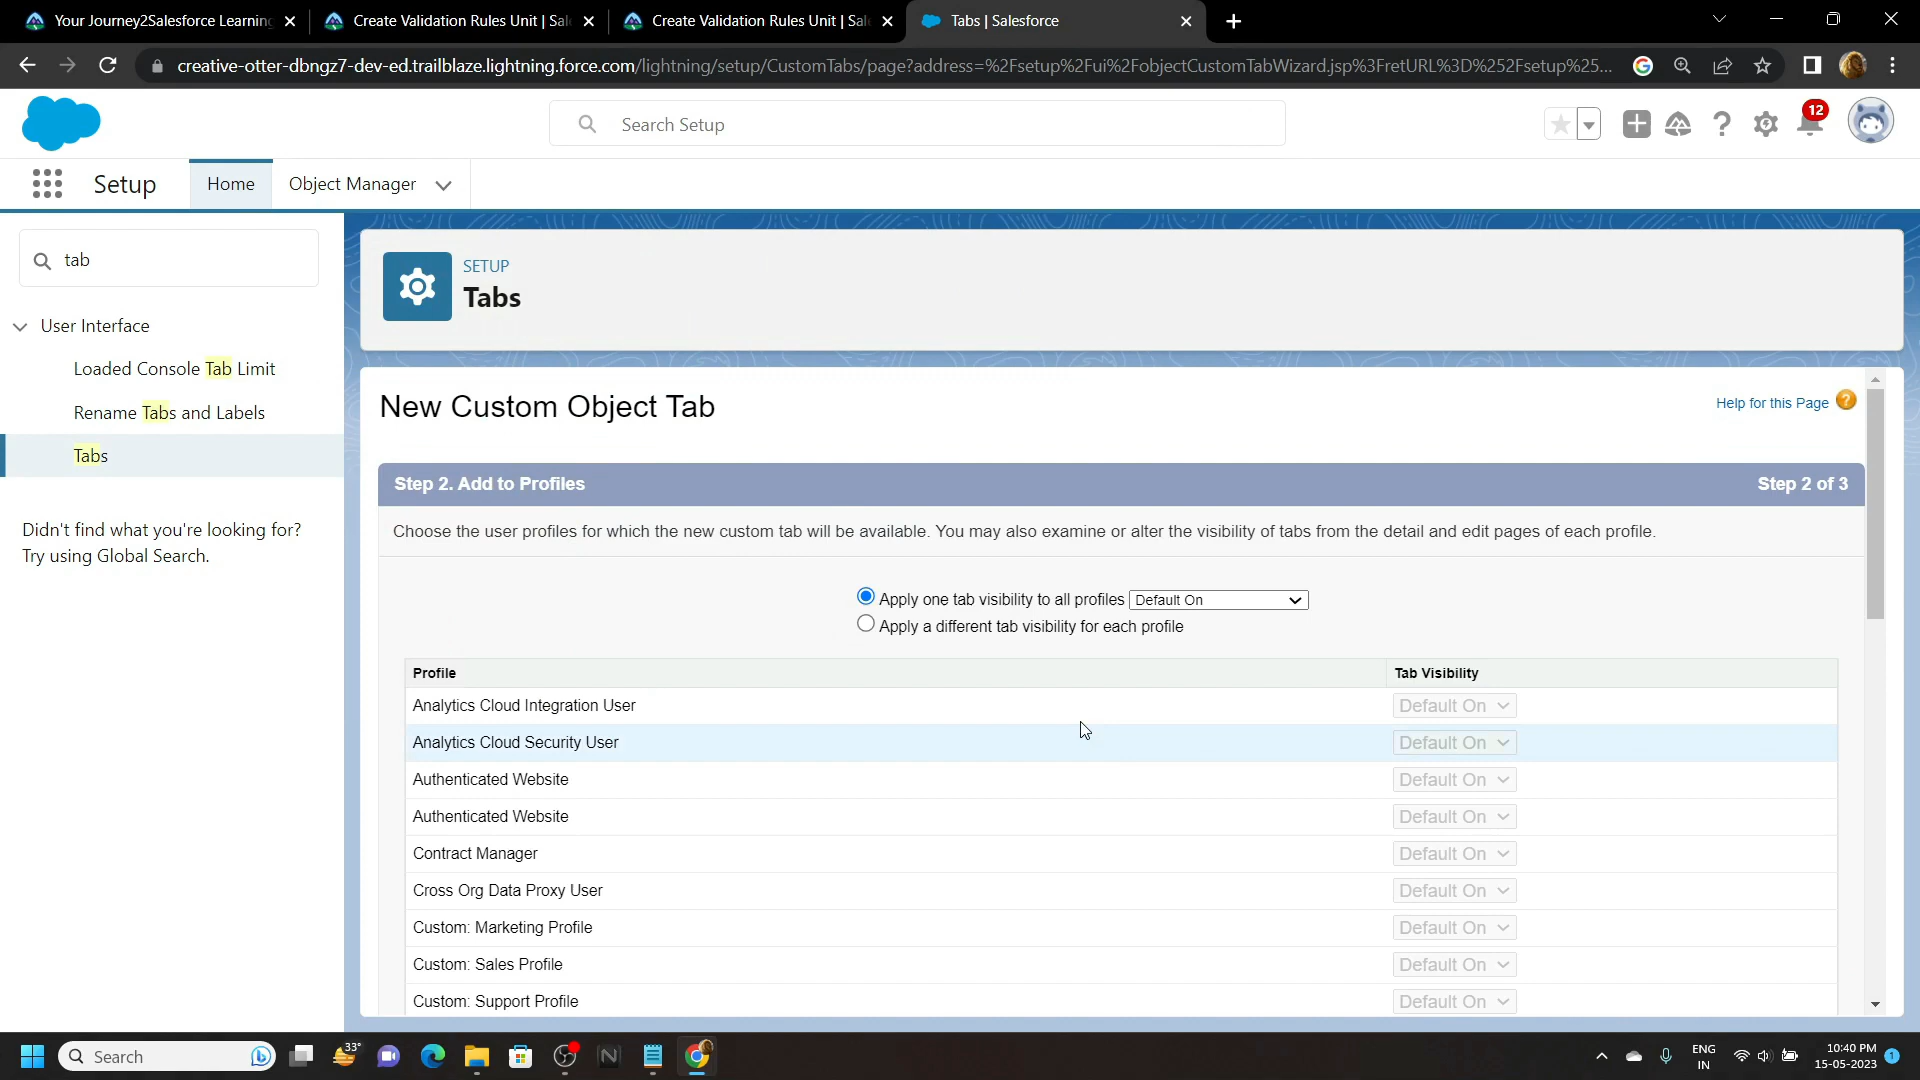 Your Journey2Salesforce Learning
Create Validation Rules Unit | Sale
Create Validation Rules Unit | Sale
Tabs | Salesforce
creative-otter-dbngz7-dev-ed.trailblaze.lightning.force.com/lightning/setup/CustomTabs/page?address=%2Fsetup%2Fui%2FobjectCustomTabWizard.jsp%3FretURL%3D%252Fsetup%25...
Search Setup
12
Setup
Home
Object Manager
tab
User Interface
Loaded Console Tab Limit
Rename Tabs and Labels
Tabs
Didn't find what you're looking for?
Try using Global Search.
SETUP
Tabs
New Custom Object Tab
Help for this Page ?
Step 2. Add to Profiles
Step 2 of 3
Choose the user profiles for which the new custom tab will be available. You may also examine or alter the visibility of tabs from the detail and edit pages of each profile.
Apply one tab visibility to all profiles Default On
Apply a different tab visibility for each profile
Profile Tab Visibility
Analytics Cloud Integration User Default On
Analytics Cloud Security User Default On
Authenticated Website Default On
Authenticated Website Default On
Contract Manager Default On
Cross Org Data Proxy User Default On
Custom: Marketing Profile Default On
Custom: Sales Profile Default On
Custom: Support Profile Default On
Search
33°
ENG
IN
10:40 PM
15-05-2023
1